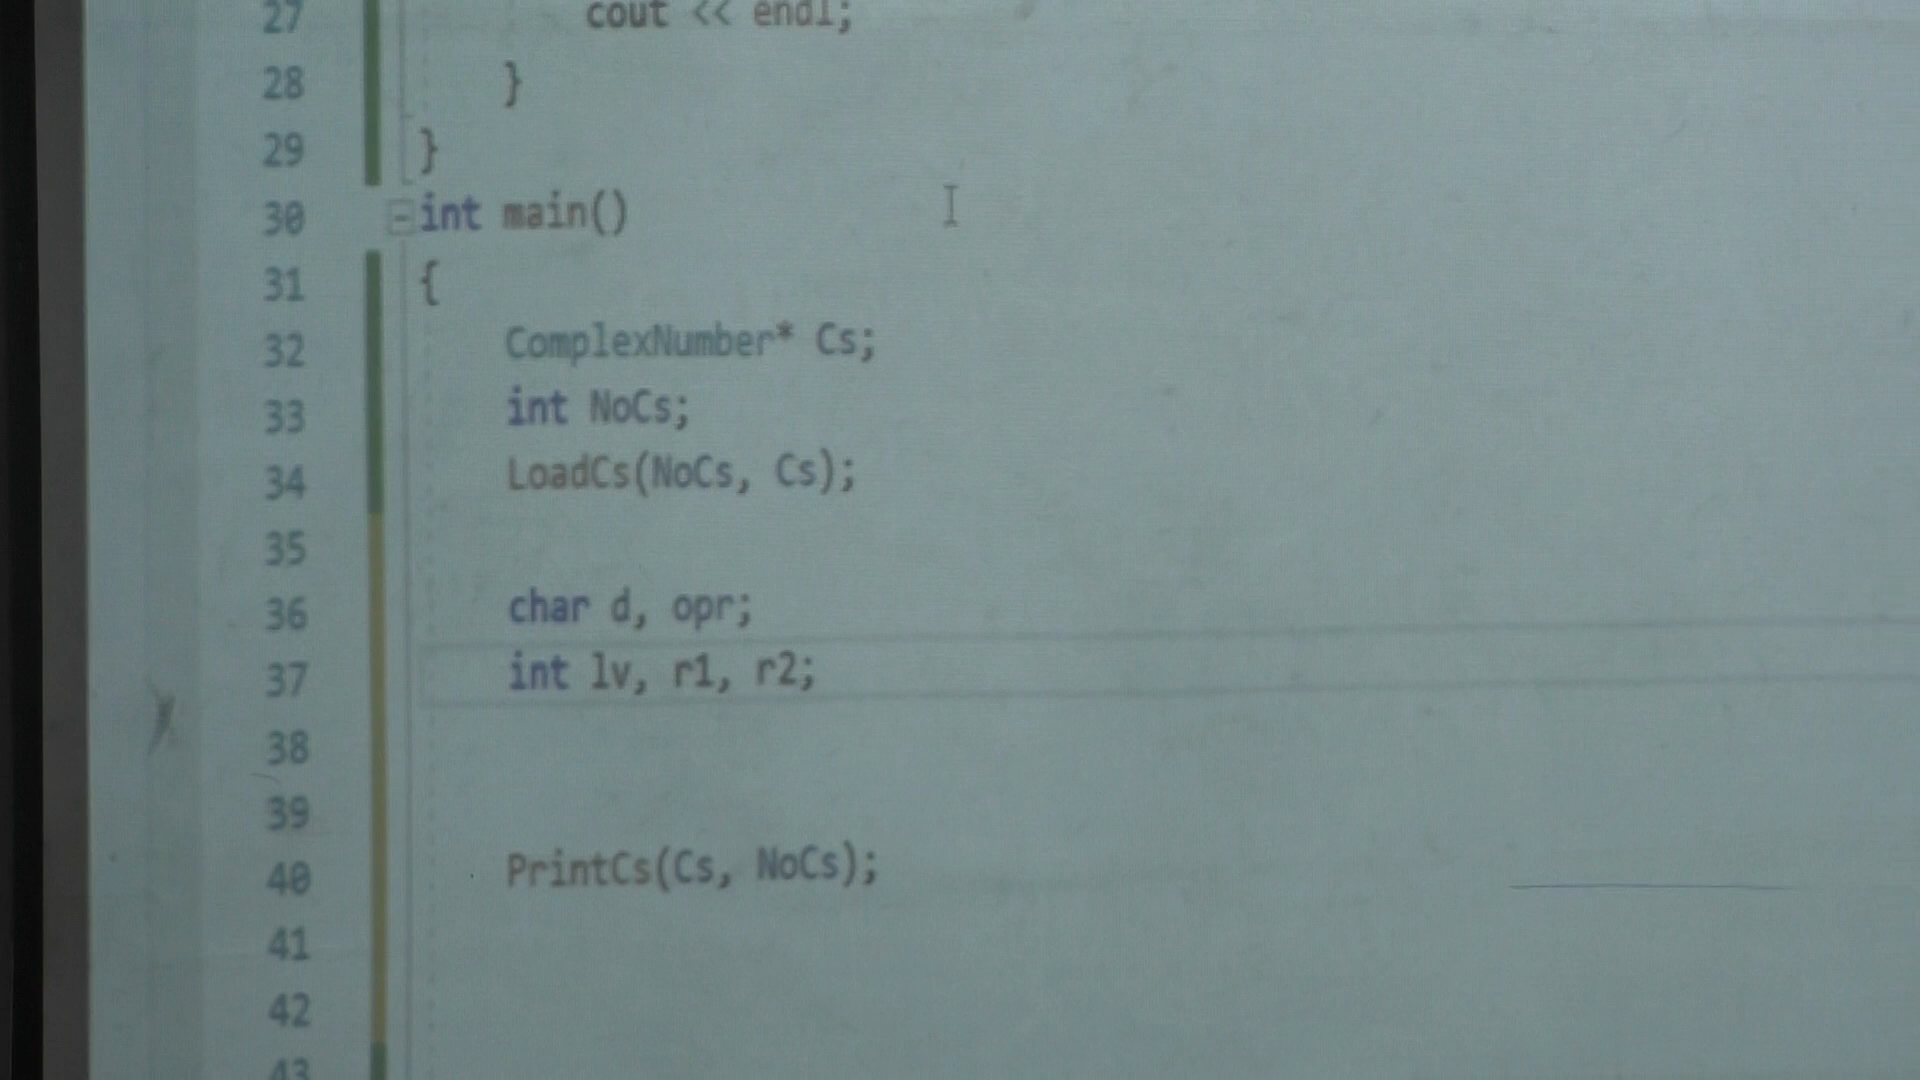 27 cout << endl;
28 }
29 }
30 int main()
31 {
32 ComplexNumber* Cs;
33 int NoCs;
34 LoadCs(NoCs, Cs);
35
36 char d, opr;
37 int lv, r1, r2;
38
39
40 PrintCs(Cs, NoCs);
41
42
43